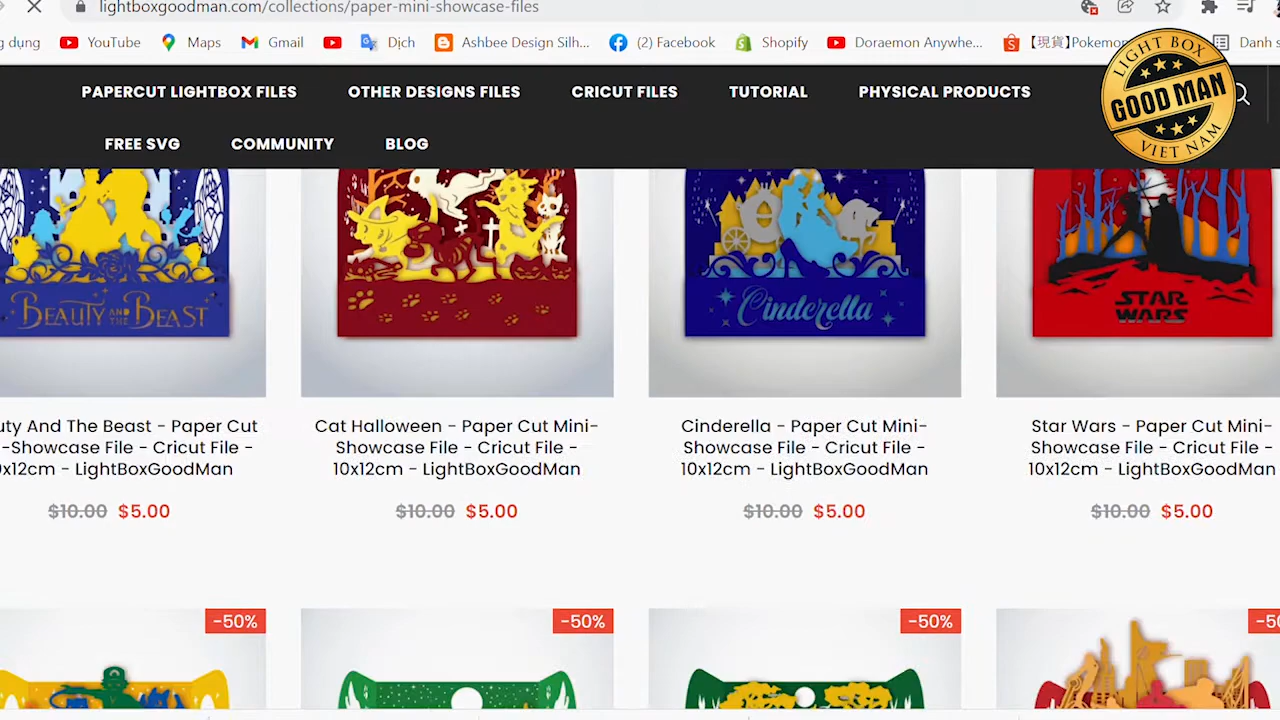 lightboxgoodman.com/collections/paper-mini-showcase-files
g dụng YouTube Maps Gmail Dịch Ashbee Design Silh... (2) Facebook Shopify Doraemon Anywhe... 【現貨】Pokemon Danh s
LIGHT BOX
GOOD MAN
VIET NAM
PAPERCUT LIGHTBOX FILES OTHER DESIGNS FILES CRICUT FILES TUTORIAL PHYSICAL PRODUCTS
FREE SVG COMMUNITY BLOG
BEAUTY AND THE BEAST
Cinderella
STAR
WARS
uty And The Beast - Paper Cut
-Showcase File - Cricut File -
0x12cm - LightBoxGoodMan
$10.00 $5.00
Cat Halloween - Paper Cut Mini-
Showcase File - Cricut File -
10x12cm - LightBoxGoodMan
$10.00 $5.00
Cinderella - Paper Cut Mini-
Showcase File - Cricut File -
10x12cm - LightBoxGoodMan
$10.00 $5.00
Star Wars - Paper Cut Mini-
Showcase File - Cricut File -
10x12cm - LightBoxGoodMan
$10.00 $5.00
-50% -50% -50% -50